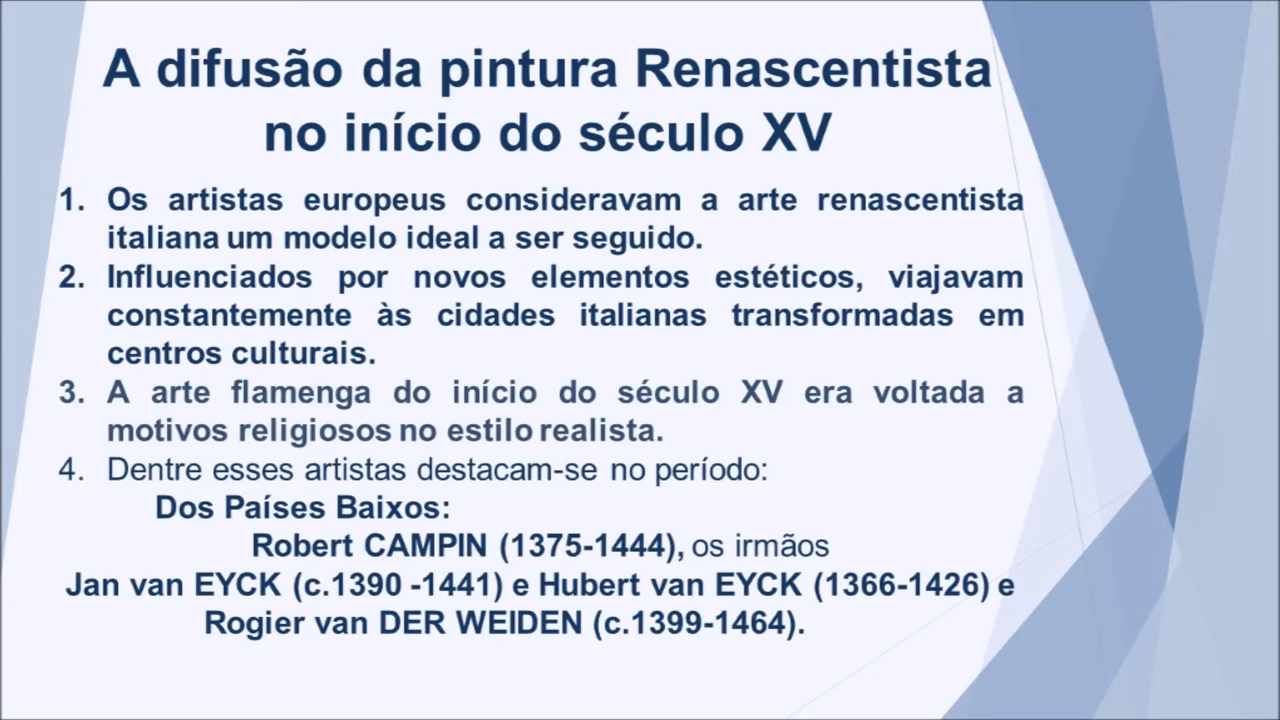 A difusão da pintura Renascentista
no início do século XV
1. Os artistas europeus consideravam a arte renascentista
italiana um modelo ideal a ser seguido.
2. Influenciados por novos elementos estéticos, viajavam
constantemente às cidades italianas transformadas em
centros culturais.
3. A arte flamenga do início do século XV era voltada a
motivos religiosos no estilo realista.
4. Dentre esses artistas destacam-se no período:
Dos Países Baixos:
Robert CAMPIN (1375-1444), os irmãos
Jan van EYCK (c.1390 -1441) e Hubert van EYCK (1366-1426) e
Rogier van DER WEIDEN (c.1399-1464).